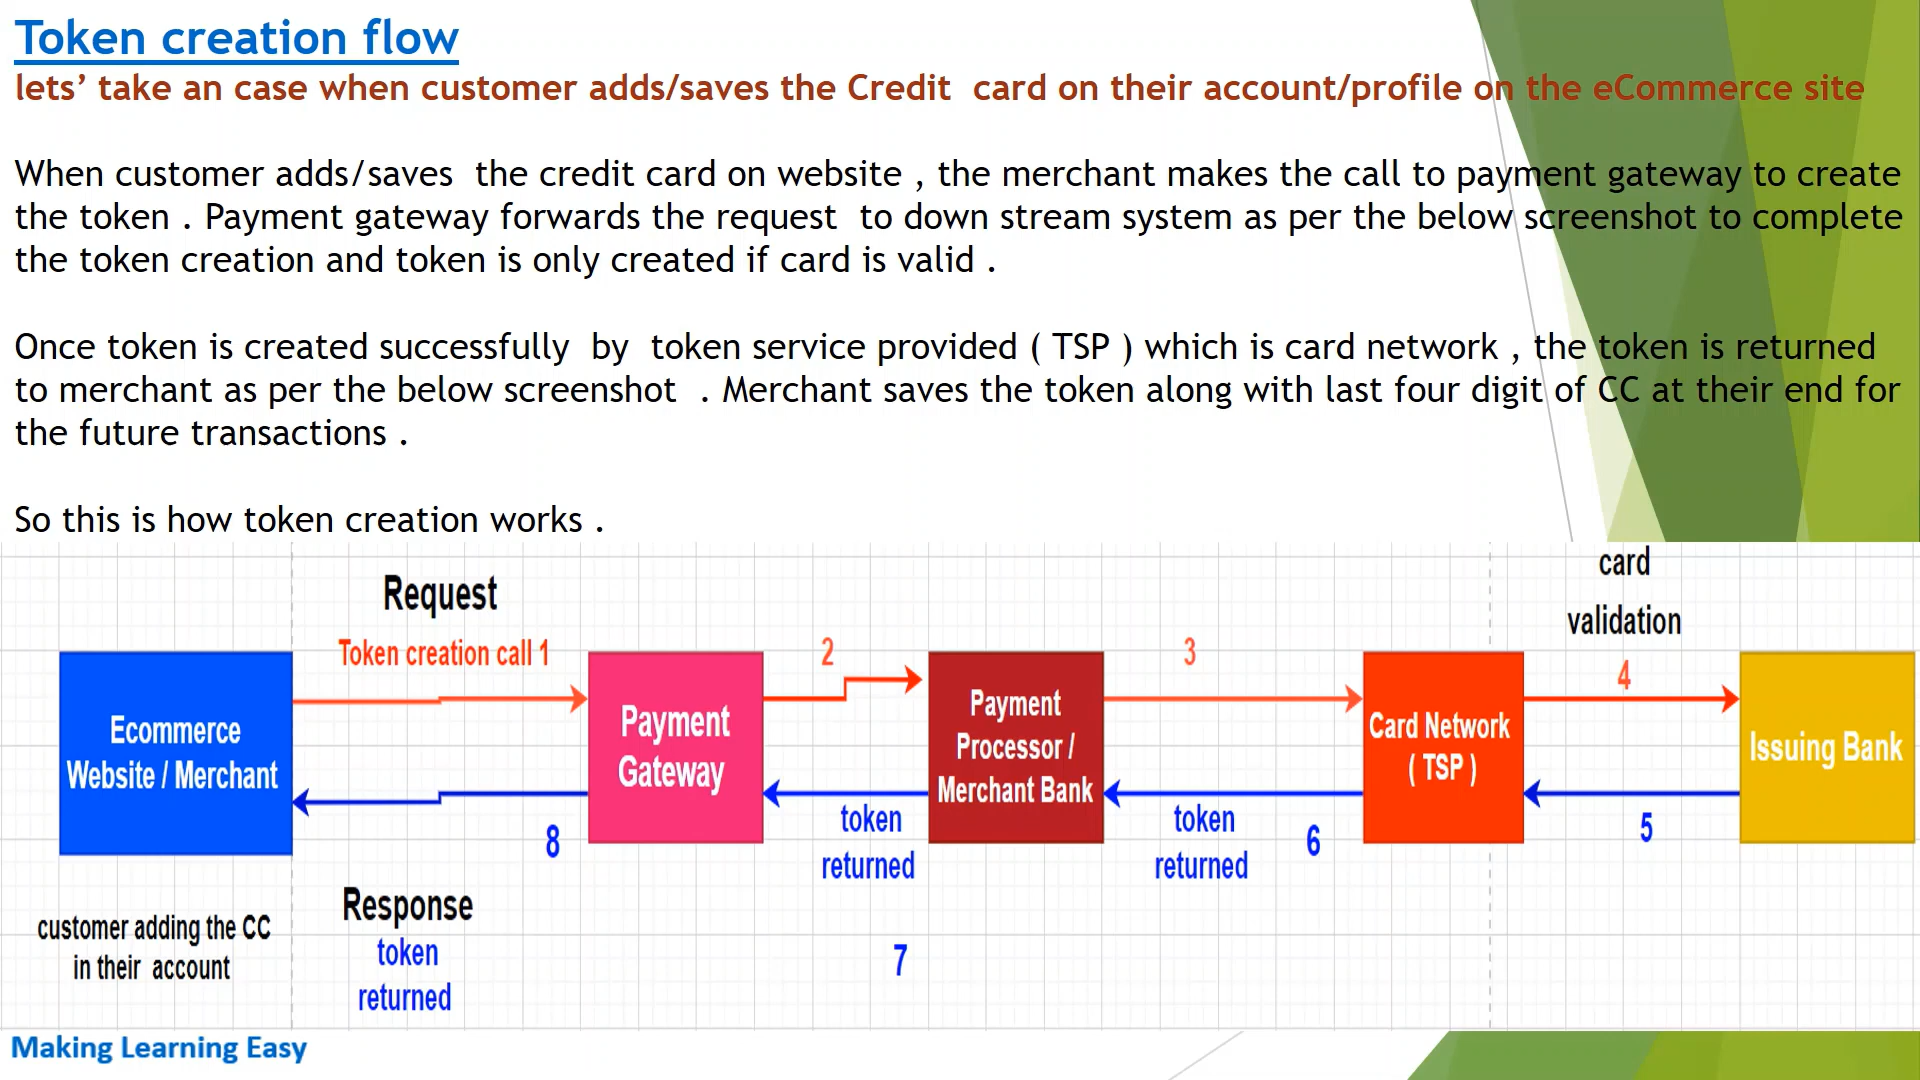 Token creation flow
lets’ take an case when customer adds/saves the Credit  card on their account/profile on the eCommerce site
When customer adds/saves  the credit card on website , the merchant makes the call to payment gateway to create
the token . Payment gateway forwards the request  to down stream system as per the below screenshot to complete
the token creation and token is only created if card is valid .
Once token is created successfully  by  token service provided ( TSP ) which is card network , the token is returned
to merchant as per the below screenshot  . Merchant saves the token along with last four digit of CC at their end for
the future transactions .
So this is how token creation works .
Request
Token creation call 1
2
3
card
validation
4
Ecommerce
Website / Merchant
Payment
Gateway
Payment
Processor /
Merchant Bank
Card Network
( TSP )
Issuing Bank
8
token
returned
token
returned
6
5
customer adding the CC
in their  account
Response
token
returned
7
Making Learning Easy